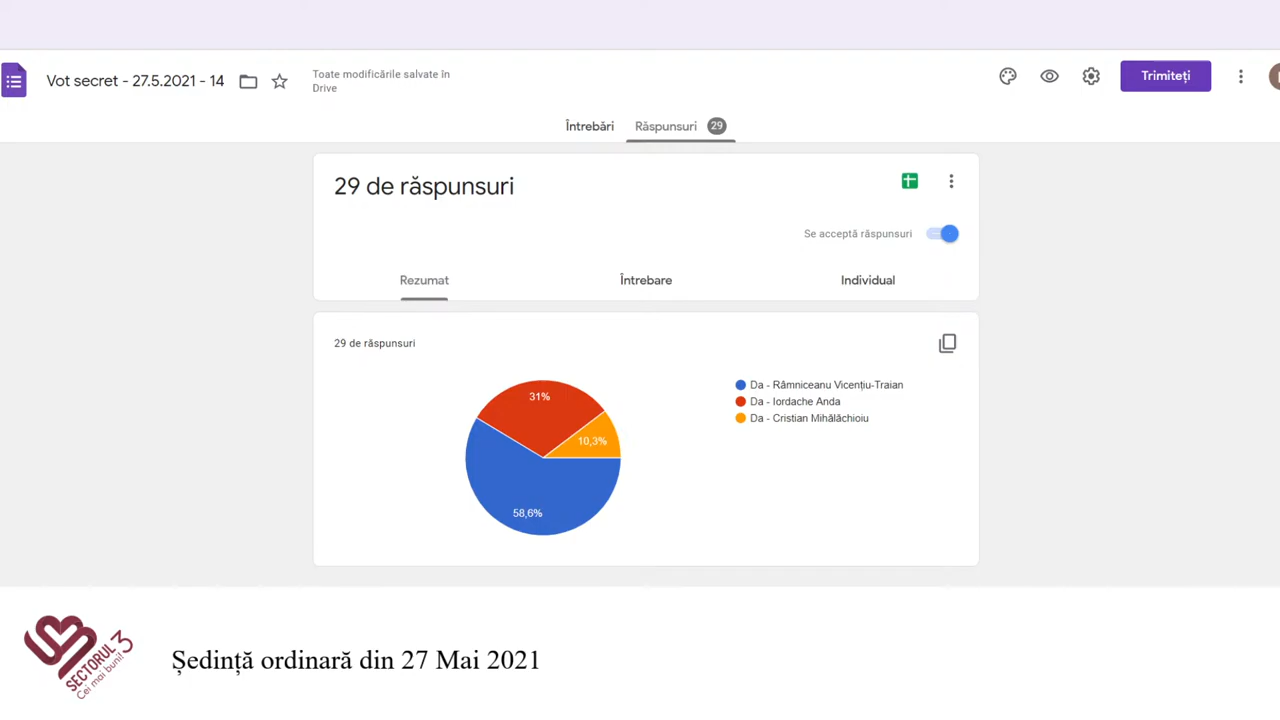 Vot secret - 27.5.2021 - 14
Toate modificările salvate în
Drive
Trimiteți
Întrebări
Răspunsuri 29
29 de răspunsuri
Se acceptă răspunsuri
Rezumat
Întrebare
Individual
29 de răspunsuri
31%
10,3%
58,6%
Da - Râmniceanu Vicențiu-Traian
Da - Iordache Anda
Da - Cristian Mihălăchioiu
SECTORUL 3
Cei mai buni!
Ședință ordinară din 27 Mai 2021